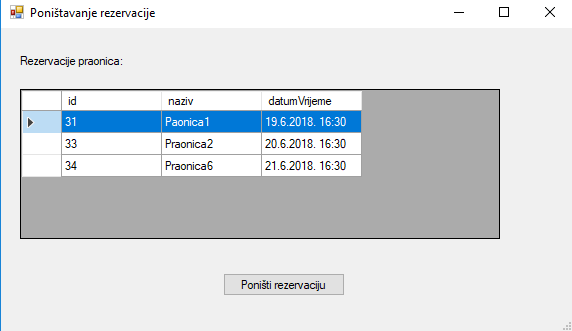 Poništavanje rezervacije
Rezervacije praonica:
id naziv datumVrijeme
31 Paonica1 19.6.2018. 16:30
33 Praonica2 20.6.2018. 16:30
34 Praonica6 21.6.2018. 16:30
Poništi rezervaciju